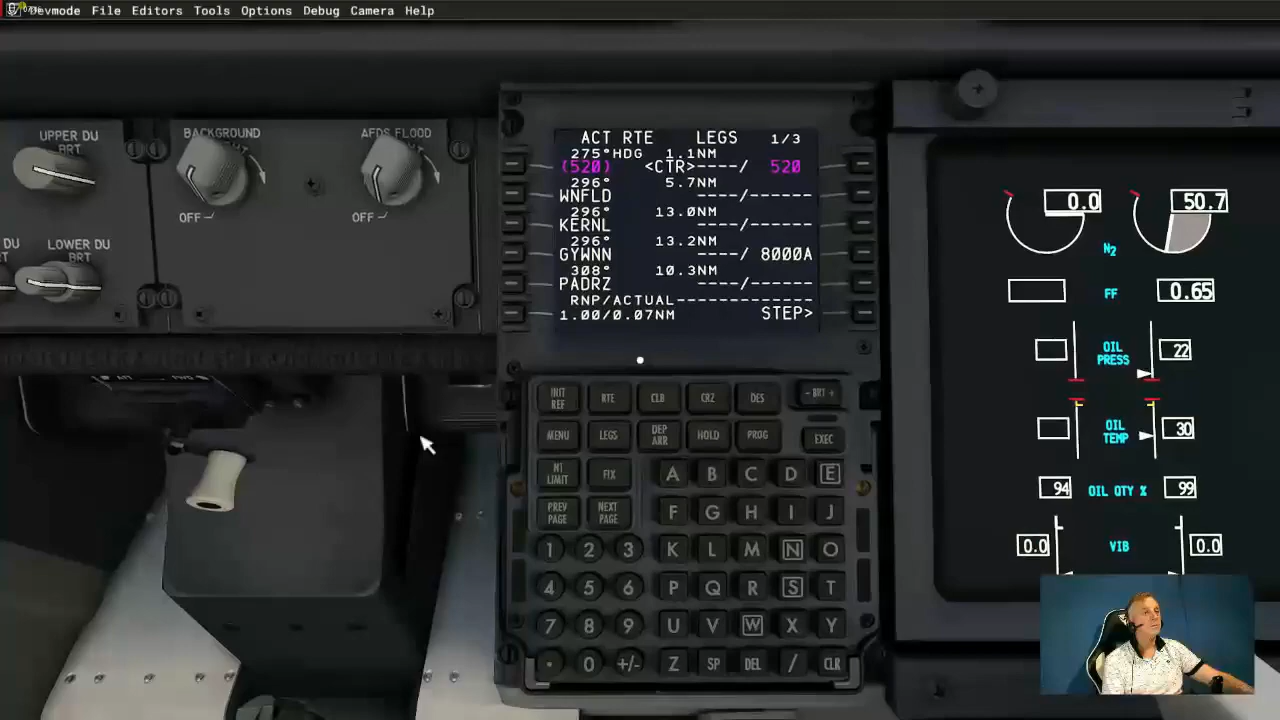 Devmode File Editors Tools Options Debug Camera Help
UPPER DU
BRT
BACKGROUND
OFF
AFDS FLOOD
OFF
DU
LOWER DU
BRT
ACT RTE LEGS 1/3
275°HDG 1.1NM
(520) <CTR>----/ 520
296° 5.7NM
WNFLD ----/------
296° 13.0NM
KERNL ----/------
296° 13.2NM
GYWNN ----/ 8000A
308° 10.3NM
PADRZ ----/------
RNP/ACTUAL--------------
1.00/0.07NM STEP>
INIT
REF
RTE
CLB
CRZ
DES
- BRT +
MENU
LEGS
DEP
ARR
HOLD
PROG
EXEC
N1
LIMIT
FIX
A B C D E
PREV
PAGE
NEXT
PAGE
F G H I J
1 2 3 K L M N O
4 5 6 P Q R S T
7 8 9 U V W X Y
. 0 +/- Z SP DEL / CLR
0.0 50.7
N2
FF 0.65
OIL
PRESS
22
OIL
TEMP
30
94 OIL QTY % 99
0.0 VIB 0.0